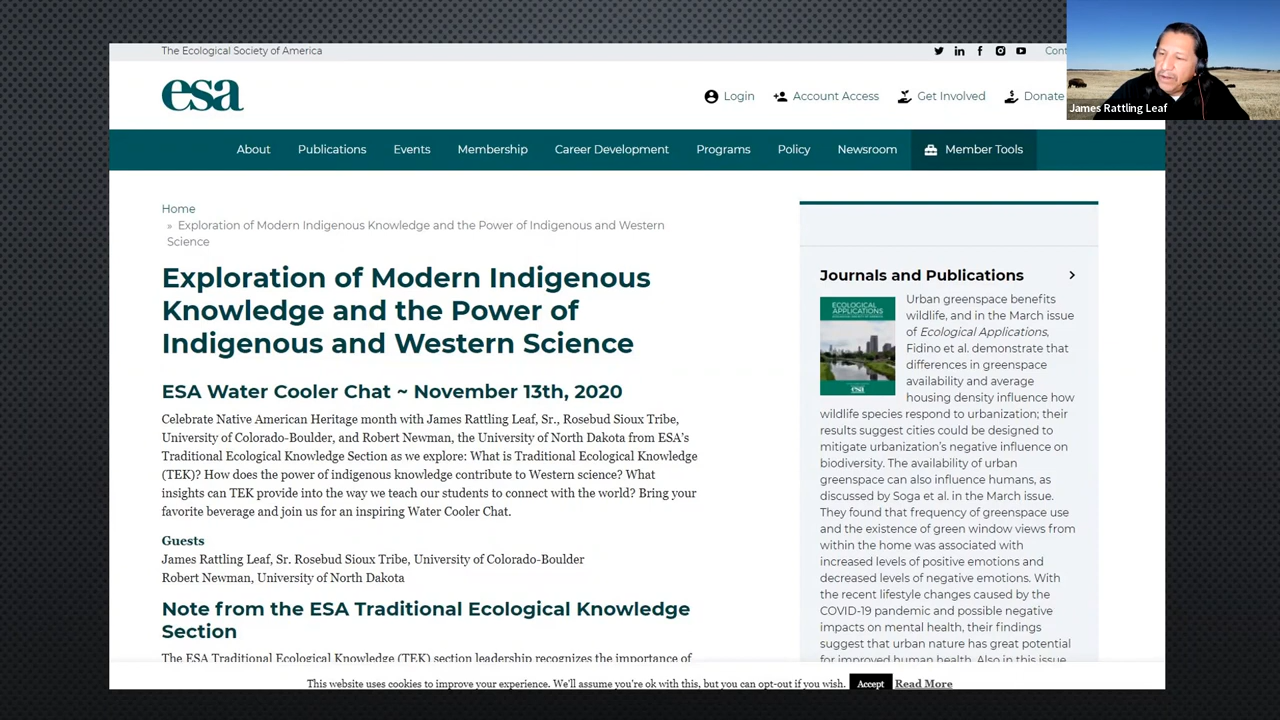 The Ecological Society of America
Cont
esa
Login
Account Access
Get Involved
Donate
James Rattling Leaf
About
Publications
Events
Membership
Career Development
Programs
Policy
Newsroom
Member Tools
Home
» Exploration of Modern Indigenous Knowledge and the Power of Indigenous and Western
Science
Exploration of Modern Indigenous
Knowledge and the Power of
Indigenous and Western Science
ESA Water Cooler Chat ~ November 13th, 2020
Celebrate Native American Heritage month with James Rattling Leaf, Sr., Rosebud Sioux Tribe,
University of Colorado-Boulder, and Robert Newman, the University of North Dakota from ESA's
Traditional Ecological Knowledge Section as we explore: What is Traditional Ecological Knowledge
(TEK)? How does the power of indigenous knowledge contribute to Western science? What
insights can TEK provide into the way we teach our students to connect with the world? Bring your
favorite beverage and join us for an inspiring Water Cooler Chat.
Guests
James Rattling Leaf, Sr. Rosebud Sioux Tribe, University of Colorado-Boulder
Robert Newman, University of North Dakota
Note from the ESA Traditional Ecological Knowledge
Section
The ESA Traditional Ecological Knowledge (TEK) section leadership recognizes the importance of
Journals and Publications
ECOLOGICAL
APPLICATIONS
esa
Urban greenspace benefits
wildlife, and in the March issue
of Ecological Applications,
Fidino et al. demonstrate that
differences in greenspace
availability and average
housing density influence how
wildlife species respond to urbanization; their
results suggest cities could be designed to
mitigate urbanization's negative influence on
biodiversity. The availability of urban
greenspace can also influence humans, as
discussed by Soga et al. in the March issue.
They found that frequency of greenspace use
and the existence of green window views from
within the home was associated with
increased levels of positive emotions and
decreased levels of negative emotions. With
the recent lifestyle changes caused by the
COVID-19 pandemic and possible negative
impacts on mental health, their findings
suggest that urban nature has great potential
for improved human health. Also in this issue
This website uses cookies to improve your experience. We'll assume you're ok with this, but you can opt-out if you wish. Accept Read More